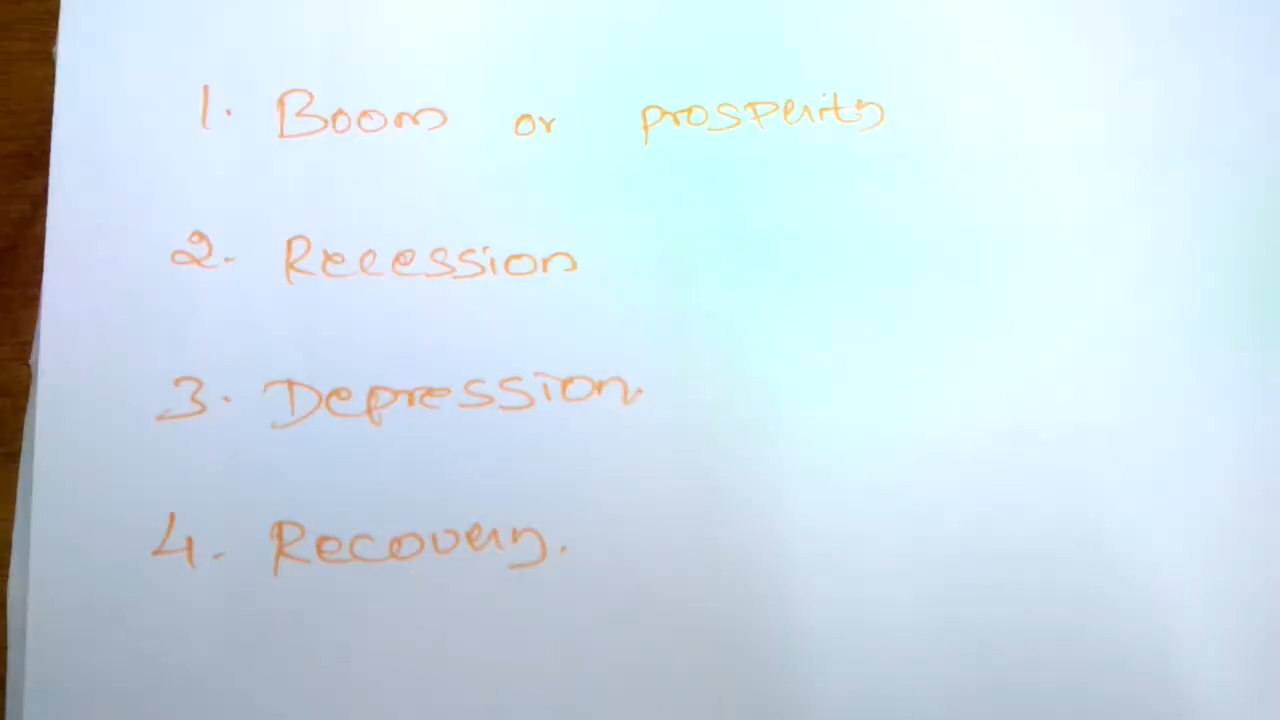 1. Boom or prosperity
2. Recession
3. Depression.
4. Recovery.